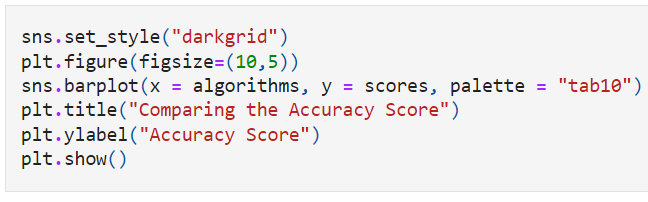 sns.set_style("darkgrid")
plt.figure(figsize=(10,5))
sns.barplot(x = algorithms, y = scores, palette = "tab10")
plt.title("Comparing the Accuracy Score")
plt.ylabel("Accuracy Score")
plt.show()